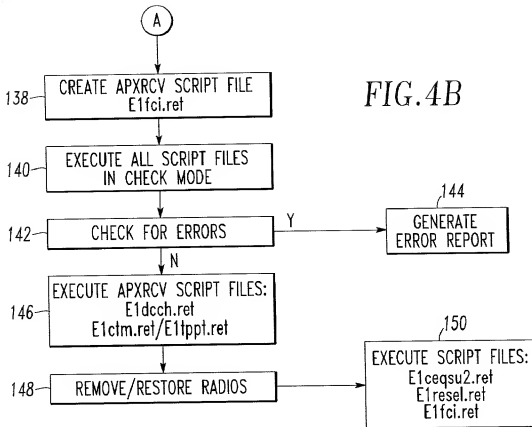 A
138
CREATE APXRCV SCRIPT FILE
E1fci.ret
FIG.4B
140
EXECUTE ALL SCRIPT FILES
IN CHECK MODE
142
CHECK FOR ERRORS
Y
144
GENERATE
ERROR REPORT
N
146
EXECUTE APXRCV SCRIPT FILES:
E1dcch.ret
E1ctm.ret/E1tppt.ret
148
REMOVE/RESTORE RADIOS
150
EXECUTE SCRIPT FILES:
E1ceqsu2.ret
E1resel.ret
E1fci.ret